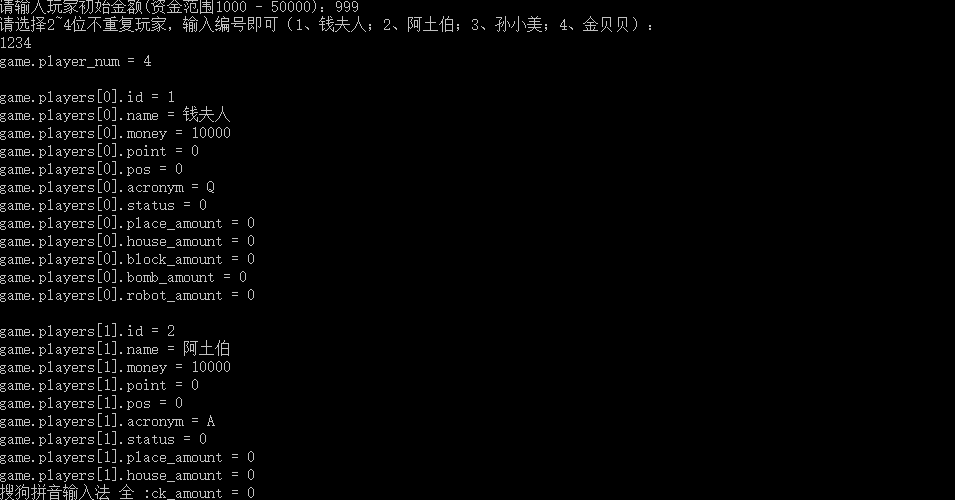 请输入玩家初始金额(资金范围1000 - 50000): 999
请选择2~4位不重复玩家，输入编号即可（1、钱夫人；2、阿土伯；3、孙小美；4、金贝贝）：
1234
game.player_num = 4
game.players[0].id = 1
game.players[0].name = 钱夫人
game.players[0].money = 10000
game.players[0].point = 0
game.players[0].pos = 0
game.players[0].acronym = Q
game.players[0].status = 0
game.players[0].place_amount = 0
game.players[0].house_amount = 0
game.players[0].block_amount = 0
game.players[0].bomb_amount = 0
game.players[0].robot_amount = 0
game.players[1].id = 2
game.players[1].name = 阿土伯
game.players[1].money = 10000
game.players[1].point = 0
game.players[1].pos = 0
game.players[1].acronym = A
game.players[1].status = 0
game.players[1].place_amount = 0
game.players[1].house_amount = 0
搜狗拼音输入法 全 :ck_amount = 0